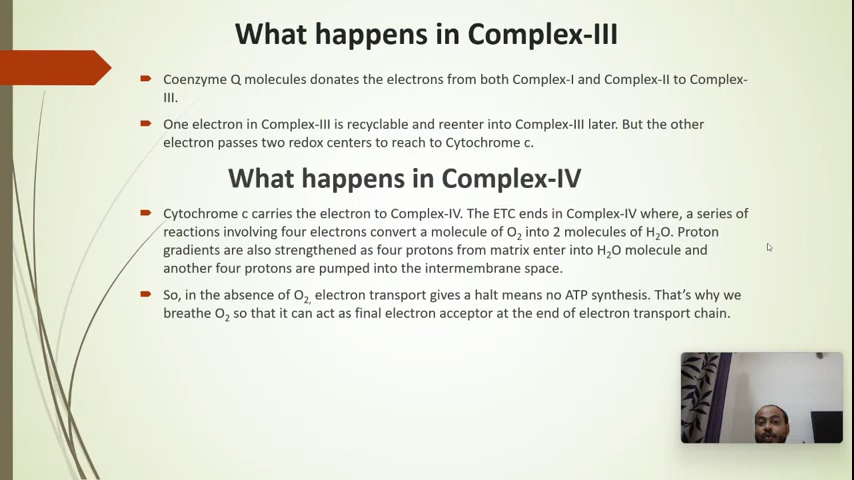 What happens in Complex-III
Coenzyme Q molecules donates the electrons from both Complex-I and Complex-II to Complex-
III.
One electron in Complex-III is recyclable and reenter into Complex-III later. But the other
electron passes two redox centers to reach to Cytochrome c.
What happens in Complex-IV
Cytochrome c carries the electron to Complex-IV. The ETC ends in Complex-IV where, a series of
reactions involving four electrons convert a molecule of O2 into 2 molecules of H2O. Proton
gradients are also strengthened as four protons from matrix enter into H2O molecule and
another four protons are pumped into the intermembrane space.
So, in the absence of O2, electron transport gives a halt means no ATP synthesis. That’s why we
breathe O2 so that it can act as final electron acceptor at the end of electron transport chain.